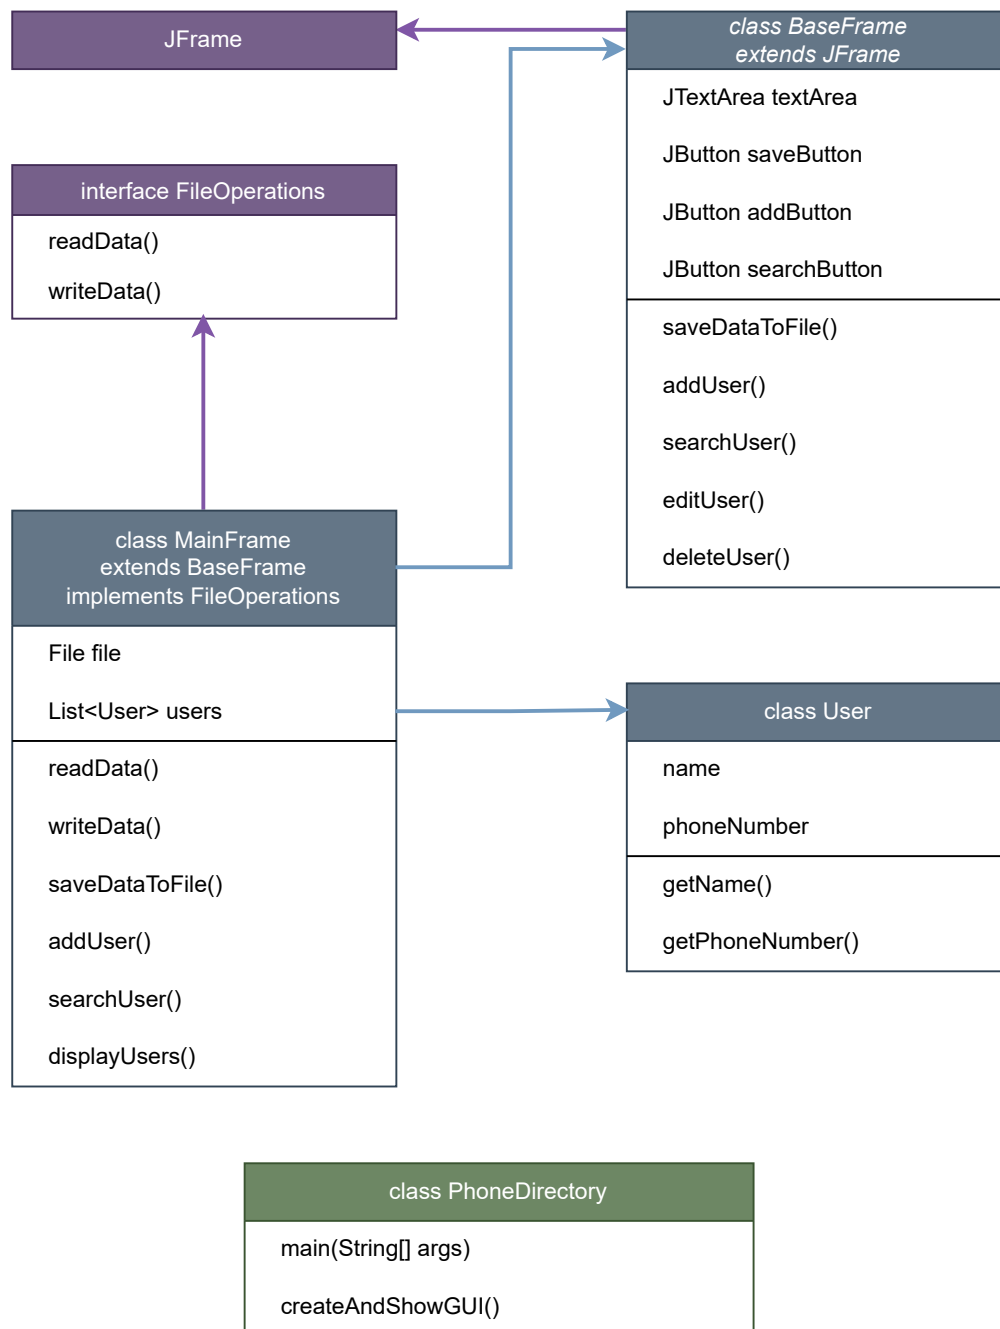 JFrame
class BaseFrame
extends JFrame
JTextArea textArea
JButton saveButton
JButton addButton
JButton searchButton
saveDataToFile()
addUser()
searchUser()
editUser()
deleteUser()
interface FileOperations
readData()
writeData()
class MainFrame
extends BaseFrame
implements FileOperations
File file
List<User> users
readData()
writeData()
saveDataToFile()
addUser()
searchUser()
displayUsers()
class User
name
phoneNumber
getName()
getPhoneNumber()
class PhoneDirectory
main(String[] args)
createAndShowGUI()